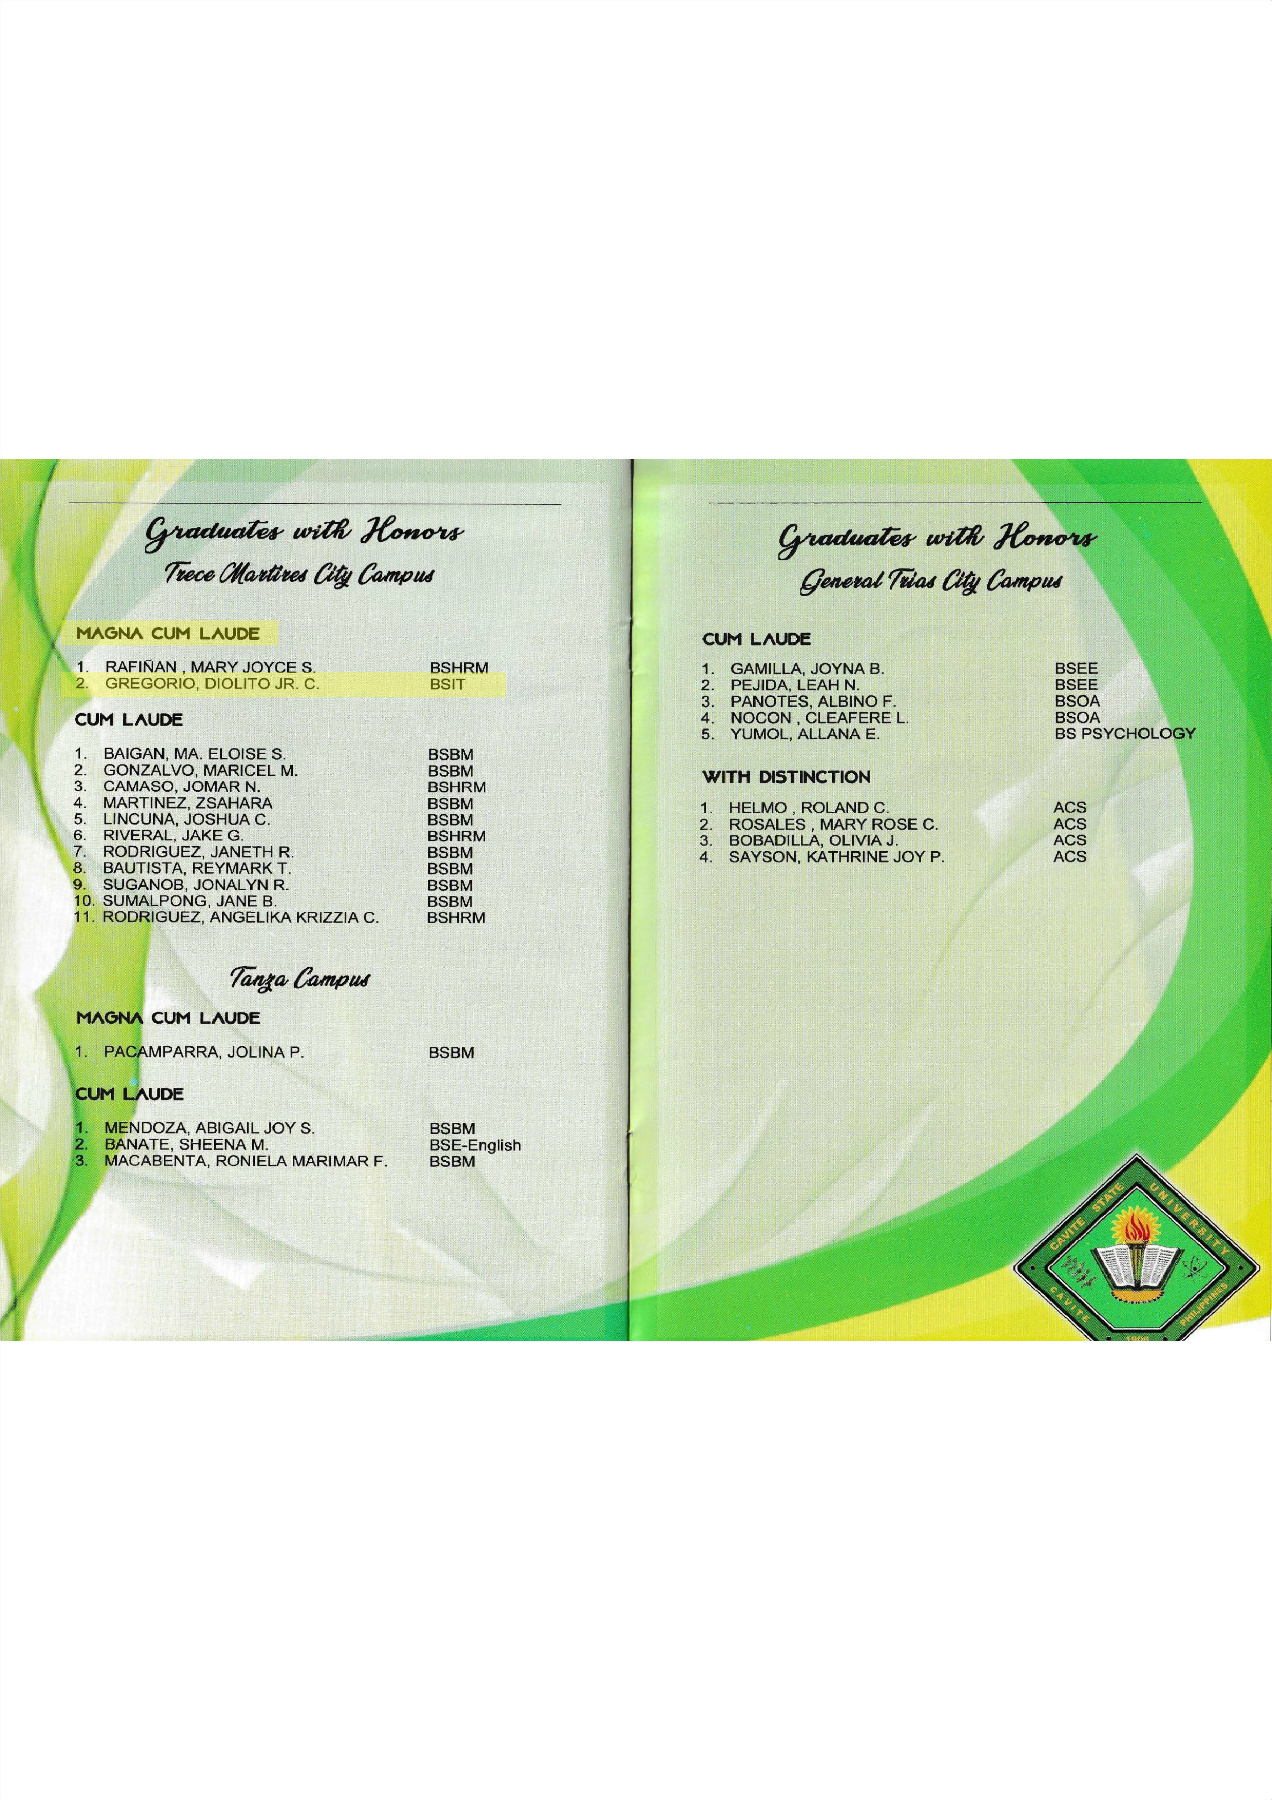 Graduates with Honors
Trece Martires City Campus
MAGNA CUM LAUDE
1. RAFIÑAN , MARY JOYCE S. BSHRM
2. GREGORIO, DIOLITO JR. C. BSIT
CUM LAUDE
1. BAIGAN, MA. ELOISE S. BSBM
2. GONZALVO, MARICEL M. BSBM
3. CAMASO, JOMAR N. BSHRM
4. MARTINEZ, ZSAHARA BSBM
5. LINCUNA, JOSHUA C. BSBM
6. RIVERAL, JAKE G. BSHRM
7. RODRIGUEZ, JANETH R. BSBM
8. BAUTISTA, REYMARK T. BSBM
9. SUGANOB, JONALYN R. BSBM
10. SUMALPONG, JANE B. BSBM
11. RODRIGUEZ, ANGELIKA KRIZZIA C. BSHRM
Tanza Campus
MAGNA CUM LAUDE
1. PACAMPARRA, JOLINA P. BSBM
CUM LAUDE
1. MENDOZA, ABIGAIL JOY S. BSBM
2. BANATE, SHEENA M. BSE-English
3. MACABENTA, RONIELA MARIMAR F. BSBM
Graduates with Honors
General Trias City Campus
CUM LAUDE
1. GAMILLA, JOYNA B. BSEE
2. PEJIDA, LEAH N. BSEE
3. PANOTES, ALBINO F. BSOA
4. NOCON , CLEAFERE L. BSOA
5. YUMOL, ALLANA E. BS PSYCHOLOGY
WITH DISTINCTION
1. HELMO , ROLAND C. ACS
2. ROSALES , MARY ROSE C. ACS
3. BOBADILLA, OLIVIA J. ACS
4. SAYSON, KATHRINE JOY P. ACS
CAVITE STATE UNIVERSITY
CAVITE PHILIPPINES
1906